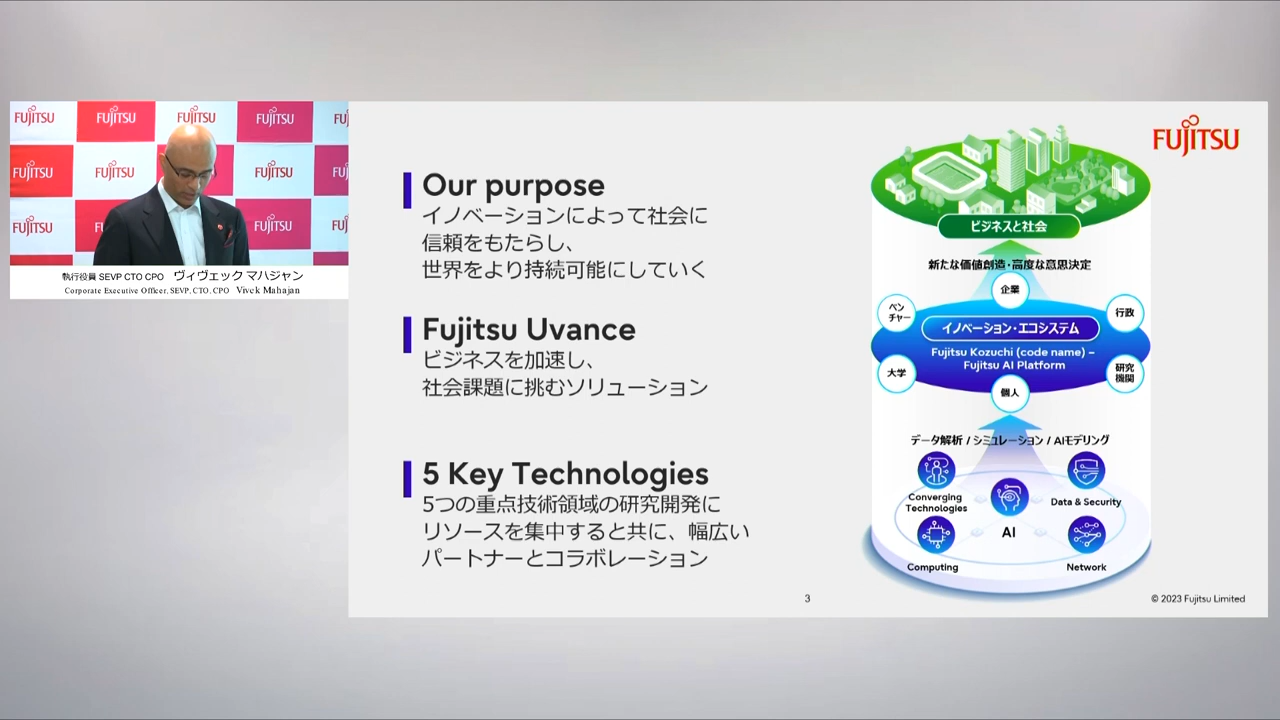 FUJITSU FUJITSU FUJITSU FUJITSU
FUJITSU FUJITSU FUJITSU
FUJITSU FUJITSU
執行役員 SEVP CTO CPO ヴィヴェック マハジャン
Corporate Executive Officer, SEVP, CTO, CPO Vivek Mahajan
FUJITSU
Our purpose
イノベーションによって社会に
信頼をもたらし、
世界をより持続可能にしていく
Fujitsu Uvance
ビジネスを加速し、
社会課題に挑むソリューション
5 Key Technologies
5つの重点技術領域の研究開発に
リソースを集中すると共に、幅広い
パートナーとコラボレーション
ビジネスと社会
新たな価値創造・高度な意思決定
企業
ベン
チャー
行政
イノベーション・エコシステム
Fujitsu Kozuchi (code name) –
Fujitsu AI Platform
大学
研究
機関
個人
データ解析 / シミュレーション / AIモデリング
Converging
Technologies
Data & Security
AI
Computing
Network
3
© 2023 Fujitsu Limited